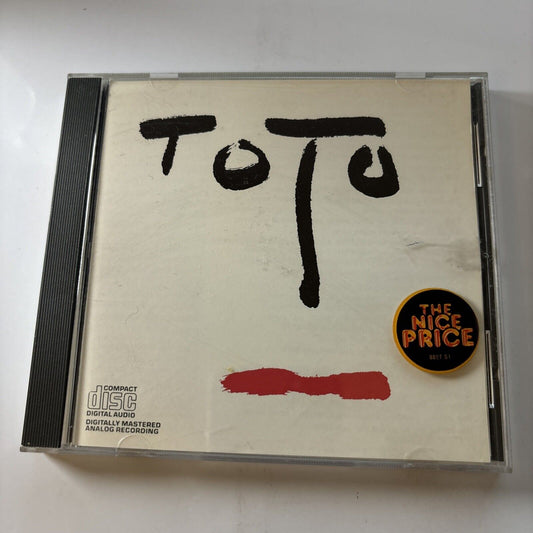 TOTO
THE
NICE
PRICE
COMPACT
disc
DIGITAL AUDIO
DIGITALLY MASTERED
ANALOG RECORDING